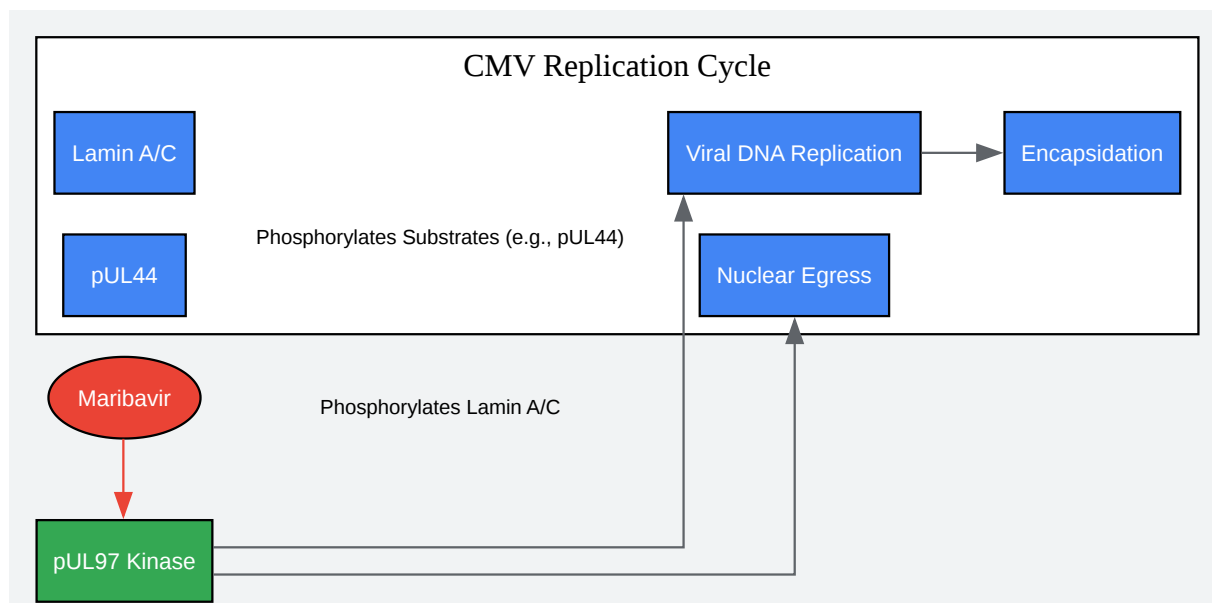 CMV Replication Cycle
Lamin A/C
Viral DNA Replication
Encapsidation
Phosphorylates Substrates (e.g., pUL44)
pUL44
Nuclear Egress
Maribavir
Phosphorylates Lamin A/C
pUL97 Kinase